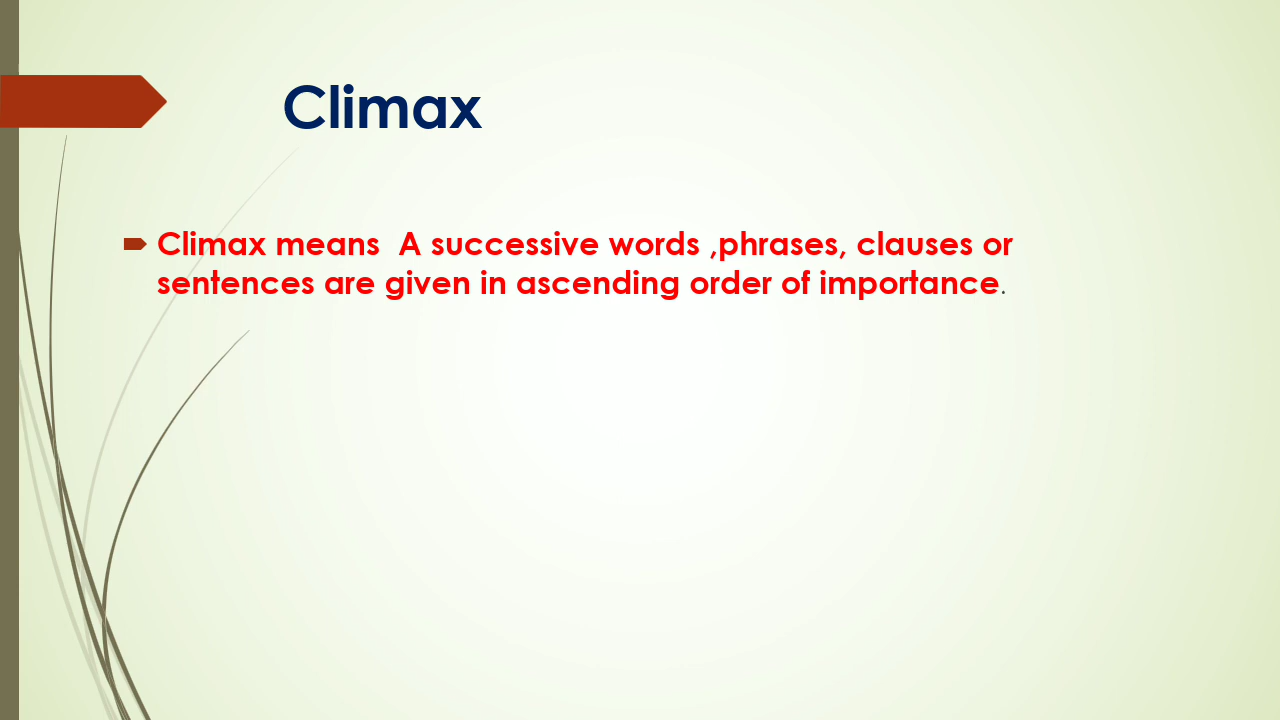 Climax
Climax means  A successive words ,phrases, clauses or
sentences are given in ascending order of importance.